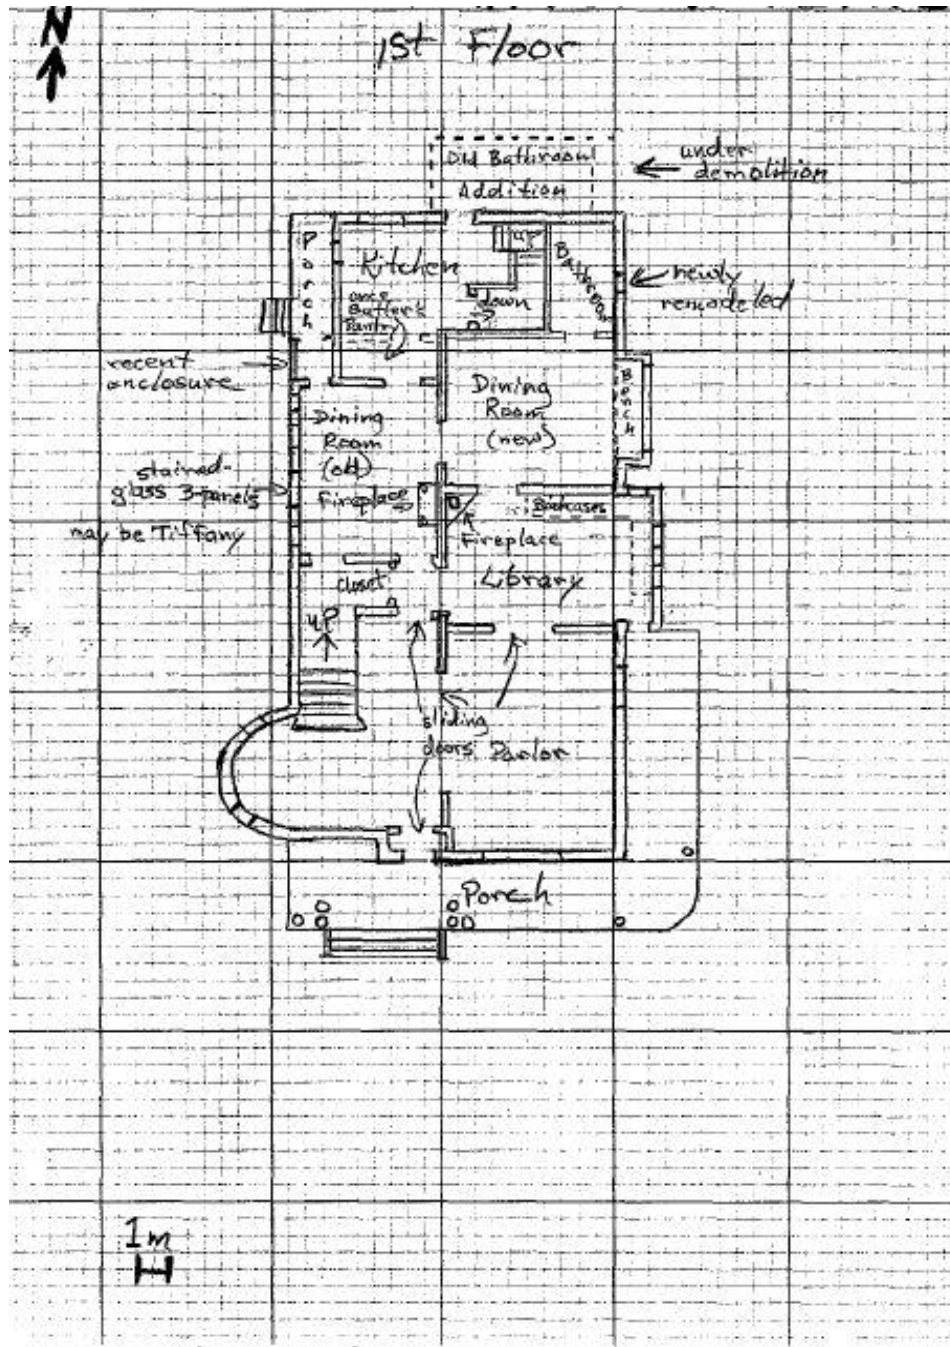 N
1st Floor
Old Bathroom
Addition
under
demolition
Porch
Kitchen
up
Bathroom
newly
remodeled
once
Butler's
Pantry
down
recent
enclosure
Dining
Room
(old)
Dining
Room
(new)
Bench
stained-
glass 3-panels
may be Tiffany
Fireplace
Bookcases
Fireplace
Library
closet
up
sliding
doors
Parlor
Porch
1m